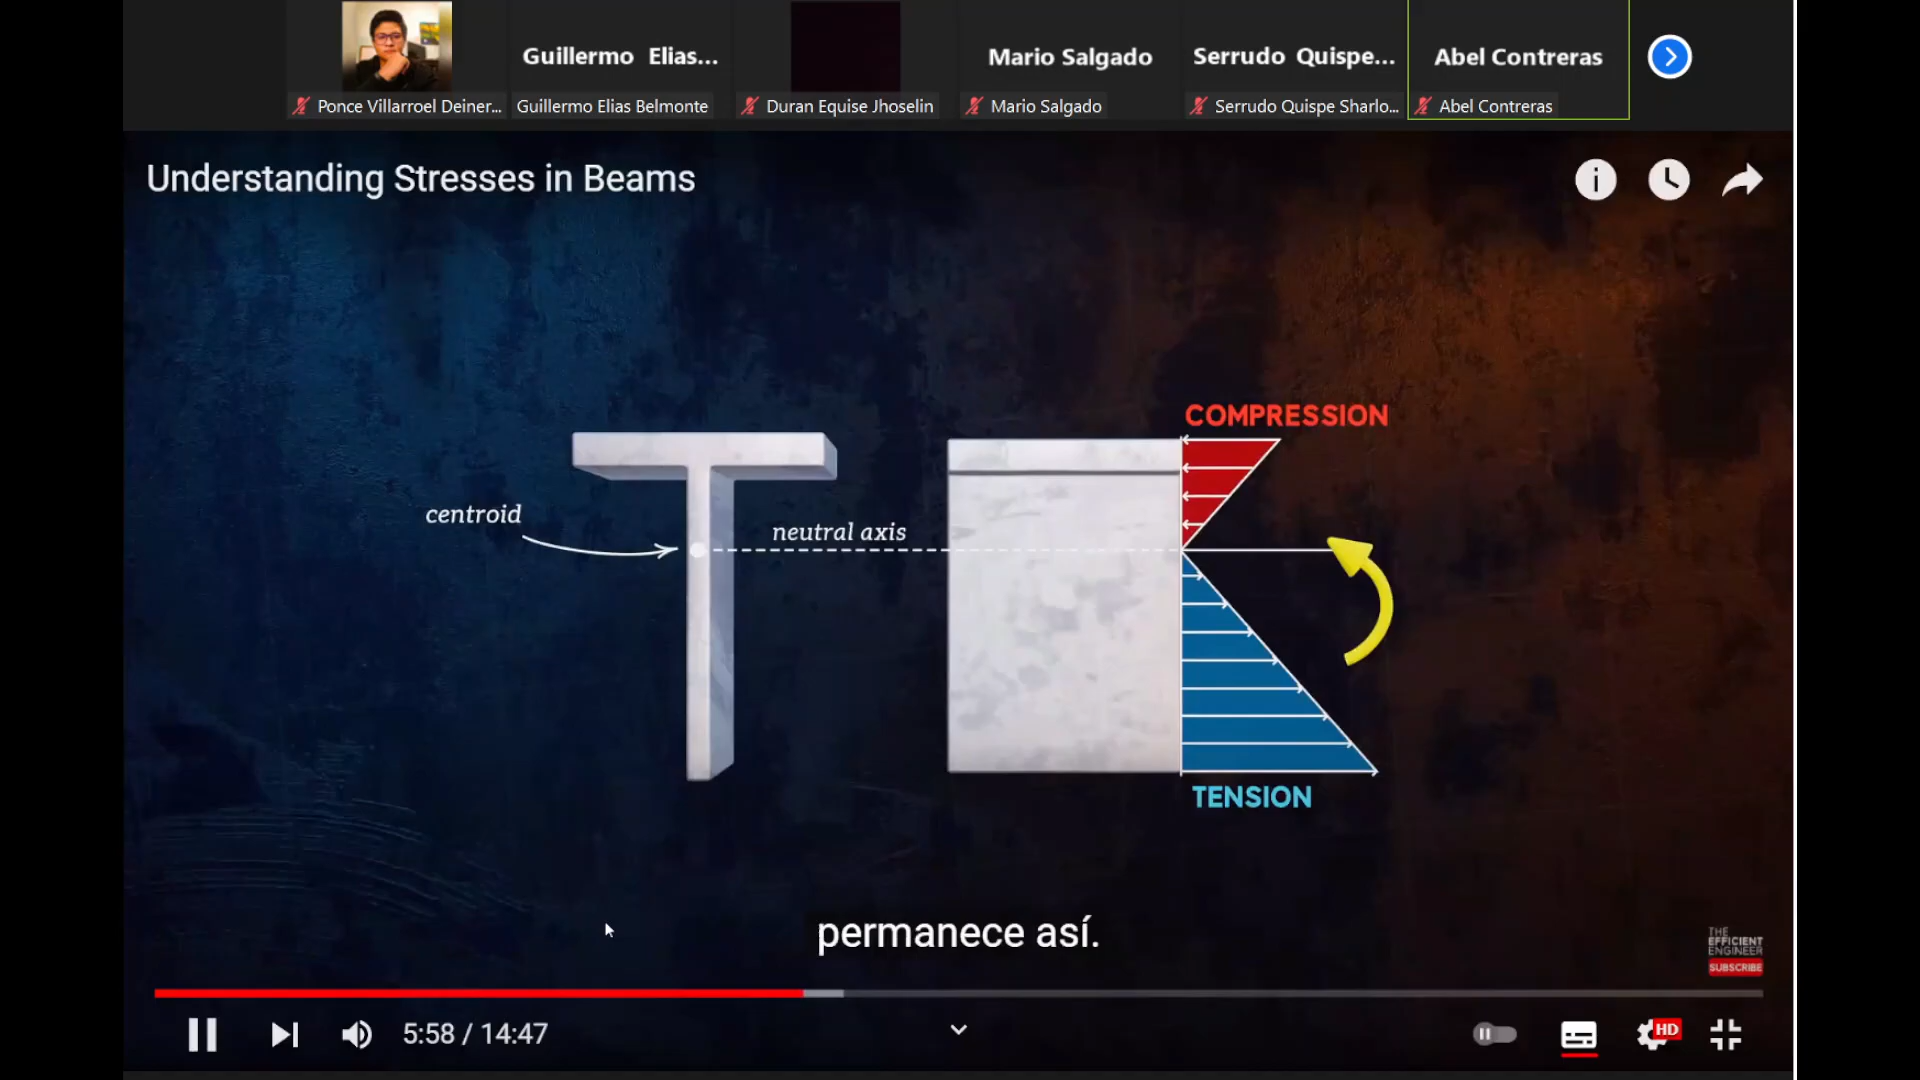 Guillermo Elias...
Mario Salgado
Serrudo Quispe...
Abel Contreras
Ponce Villarroel Deiner...
Guillermo Elias Belmonte
Duran Equise Jhoselin
Mario Salgado
Serrudo Quispe Sharlo...
Abel Contreras
Understanding Stresses in Beams
COMPRESSION
centroid
neutral axis
TENSION
permanece así.
THE
EFFICIENT
ENGINEER
SUBSCRIBE
5:58 / 14:47
HD